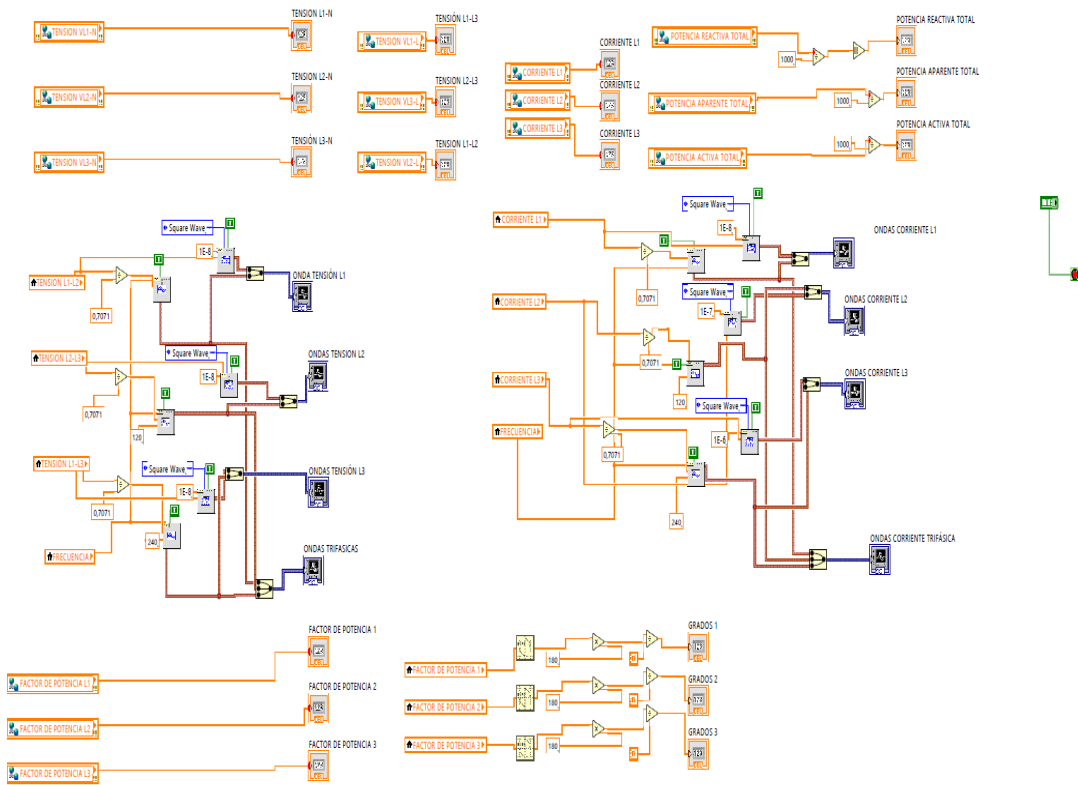 TENSION L1-N
TENSION VL1-N
TENSION L2-N
TENSION VL2-N
TENSIÓN L3-N
TENSION VL3-N
TENSIÓN L1-L3
TENSION VL1-L
TENSION L2-L3
TENSION VL3-L
TENSIÓN L1-L2
TENSION VL2-L
CORRIENTE L1
CORRIENTE L1
CORRIENTE L2
CORRIENTE L2
CORRIENTE L3
CORRIENTE L3
POTENCIA REACTIVA TOTAL
POTENCIA REACTIVA TOTAL
1000
POTENCIA APARENTE TOTAL
POTENCIA APARENTE TOTAL
1000
POTENCIA ACTIVA TOTAL
1000
POTENCIA ACTIVA TOTAL
Square Wave
1E-8
TENSION L1-L2
0,7071
ONDA TENSIÓN L1
Square Wave
TENSION L2-L3
1E-8
0,7071
120
ONDAS TENSION L2
TENSIÓN L1-L3
Square Wave
1E-8
0,7071
240
FRECUENCIA
ONDAS TENSIÓN L3
ONDAS TRIFASICAS
CORRIENTE L1
Square Wave
1E-8
0,7071
ONDAS CORRIENTE L1
CORRIENTE L2
Square Wave
1E-7
0,7071
120
ONDAS CORRIENTE L2
CORRIENTE L3
Square Wave
1E-6
FRECUENCIA
0,7071
240
ONDAS CORRIENTE L3
ONDAS CORRIENTE TRIFÁSICA
FACTOR DE POTENCIA 1
FACTOR DE POTENCIA L1
FACTOR DE POTENCIA 2
FACTOR DE POTENCIA L2
FACTOR DE POTENCIA 3
FACTOR DE POTENCIA L3
GRADOS 1
FACTOR DE POTENCIA 1
180
GRADOS 2
FACTOR DE POTENCIA 2
180
GRADOS 3
FACTOR DE POTENCIA 3
180